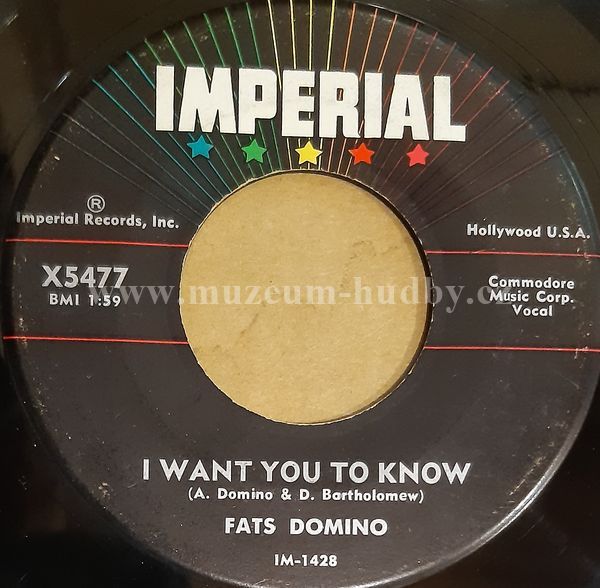 IMPERIAL
®
Imperial Records, Inc.
Hollywood U.S.A.
X5477
BMI 1:59
Commodore
Music Corp.
Vocal
www.muzeum-hudby.cz
I WANT YOU TO KNOW
(A. Domino & D. Bartholomew)
FATS DOMINO
IM-1428